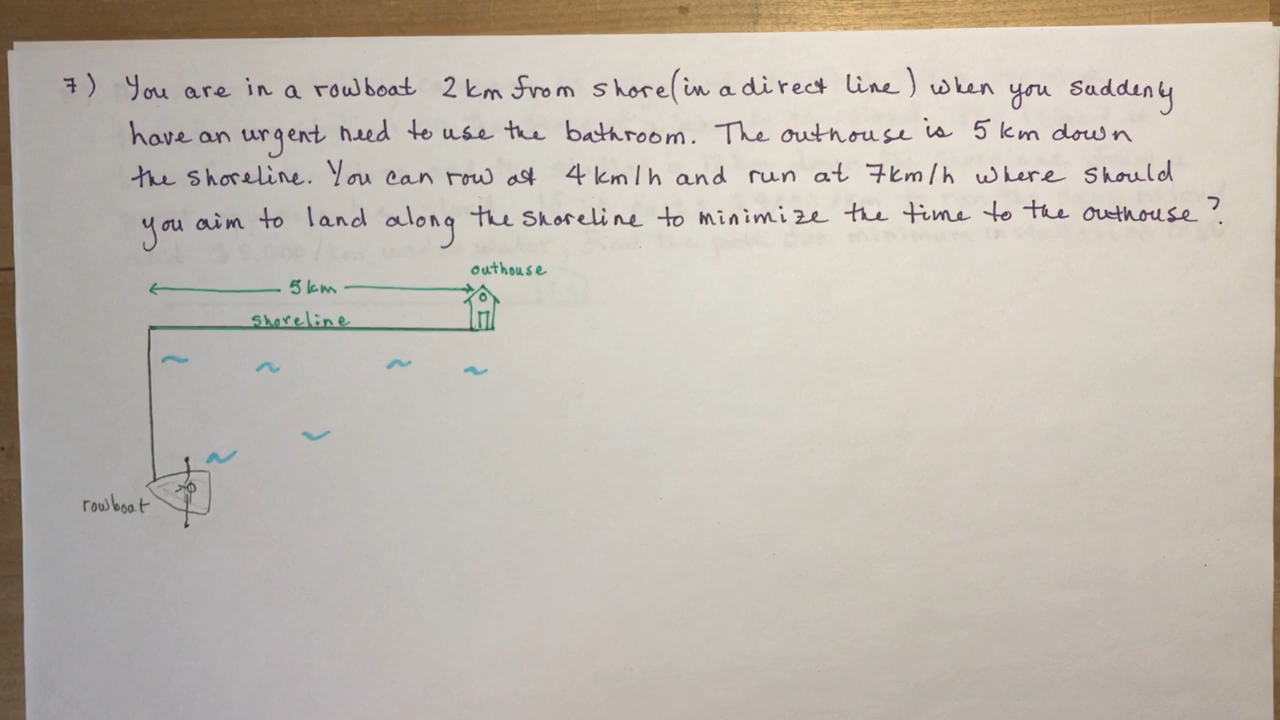 7) You are in a rowboat 2 km from shore (in a direct line) when you suddenly
have an urgent need to use the bathroom. The outhouse is 5 km down
the shoreline. You can row at 4 km/h and run at 7km/h where should
you aim to land along the shoreline to minimize the time to the outhouse?
outhouse
5 km
shoreline
rowboat